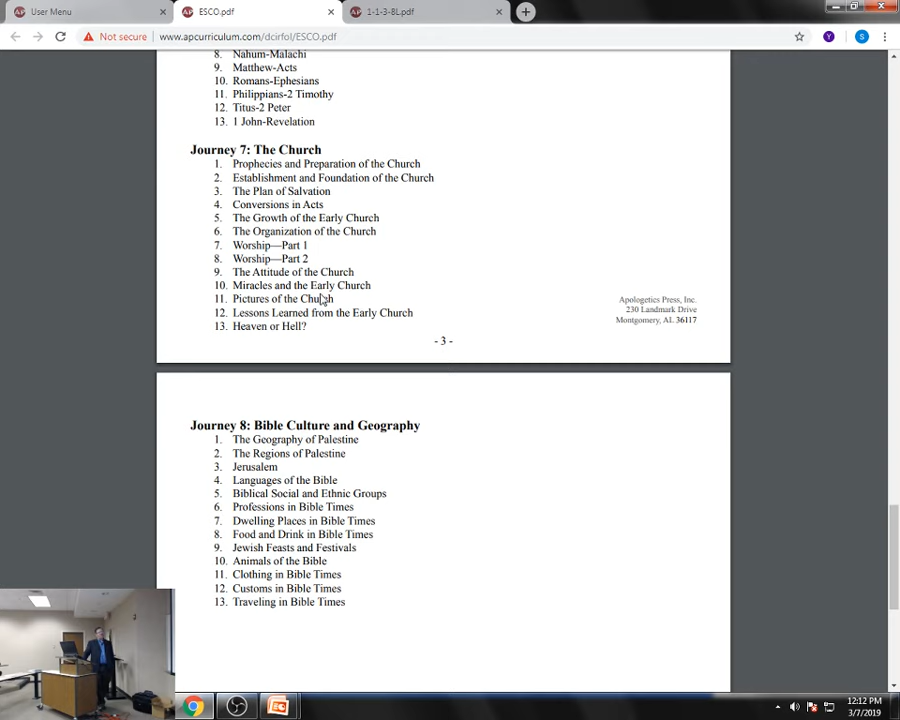 User Menu
ESCO.pdf
1-1-3-8L.pdf
Not secure
www.apcurriculum.com/dcirfol/ESCO.pdf
8. Nahum-Malachi
9. Matthew-Acts
10. Romans-Ephesians
11. Philippians-2 Timothy
12. Titus-2 Peter
13. 1 John-Revelation
Journey 7: The Church
1. Prophecies and Preparation of the Church
2. Establishment and Foundation of the Church
3. The Plan of Salvation
4. Conversions in Acts
5. The Growth of the Early Church
6. The Organization of the Church
7. Worship—Part 1
8. Worship—Part 2
9. The Attitude of the Church
10. Miracles and the Early Church
11. Pictures of the Church
12. Lessons Learned from the Early Church
13. Heaven or Hell?
Apologetics Press, Inc.
230 Landmark Drive
Montgomery, AL 36117
- 3 -
Journey 8: Bible Culture and Geography
1. The Geography of Palestine
2. The Regions of Palestine
3. Jerusalem
4. Languages of the Bible
5. Biblical Social and Ethnic Groups
6. Professions in Bible Times
7. Dwelling Places in Bible Times
8. Food and Drink in Bible Times
9. Jewish Feasts and Festivals
10. Animals of the Bible
11. Clothing in Bible Times
12. Customs in Bible Times
13. Traveling in Bible Times
12:12 PM
3/7/2019